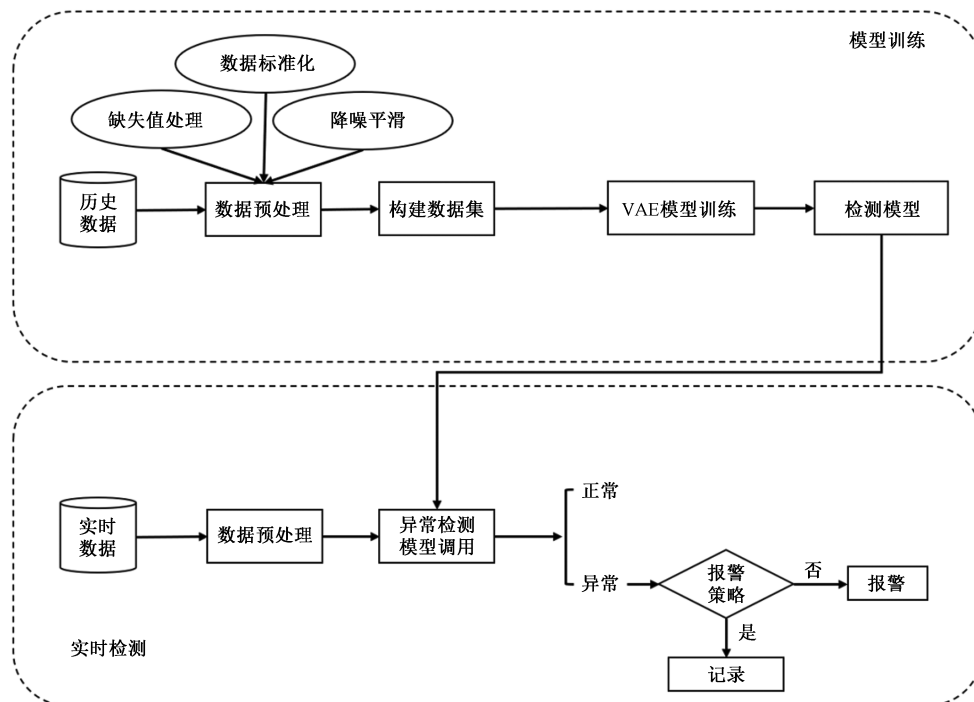 模型训练
数据标准化
缺失值处理
降噪平滑
历史
数据
数据预处理
构建数据集
VAE模型训练
检测模型
实时
数据
数据预处理
异常检测
模型调用
正常
异常
报警
策略
否
报警
是
记录
实时检测